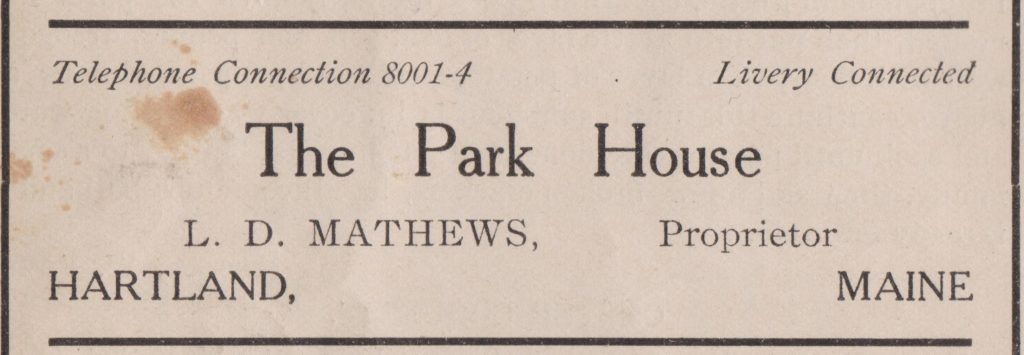 Telephone Connection 8001-4 Livery Connected
The Park House
L. D. MATHEWS, Proprietor
HARTLAND, MAINE